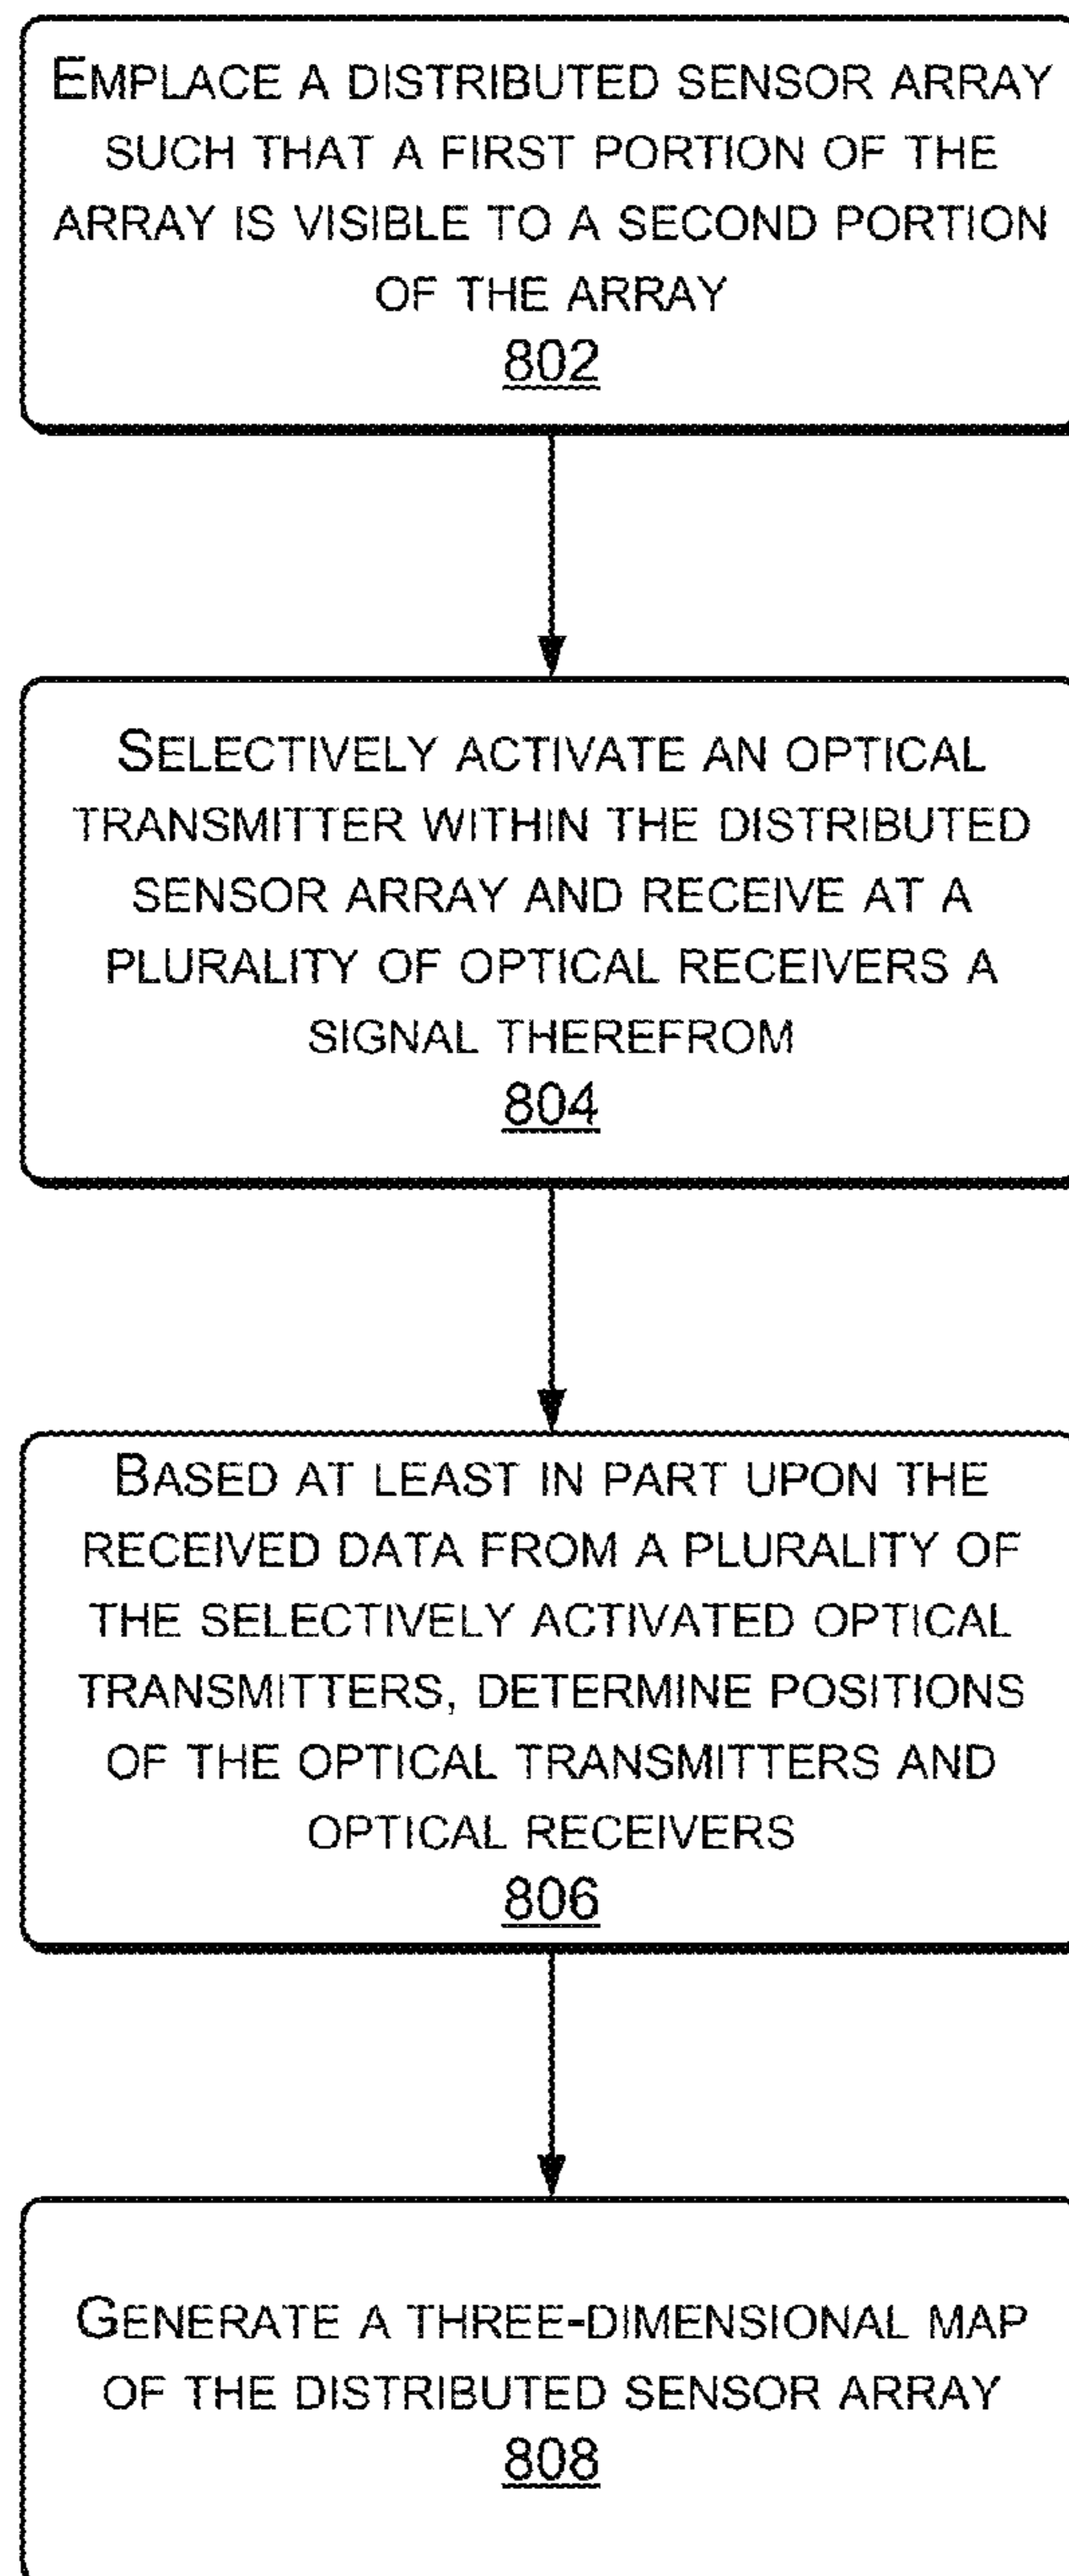 EMPLACE A DISTRIBUTED SENSOR ARRAY
SUCH THAT A FIRST PORTION OF THE
ARRAY IS VISIBLE TO A SECOND PORTION
OF THE ARRAY
802
SELECTIVELY ACTIVATE AN OPTICAL
TRANSMITTER WITHIN THE DISTRIBUTED
SENSOR ARRAY AND RECEIVE AT A
PLURALITY OF OPTICAL RECEIVERS A
SIGNAL THEREFROM
804
BASED AT LEAST IN PART UPON THE
RECEIVED DATA FROM A PLURALITY OF
THE SELECTIVELY ACTIVATED OPTICAL
TRANSMITTERS, DETERMINE POSITIONS
OF THE OPTICAL TRANSMITTERS AND
OPTICAL RECEIVERS
806
GENERATE A THREE-DIMENSIONAL MAP
OF THE DISTRIBUTED SENSOR ARRAY
808